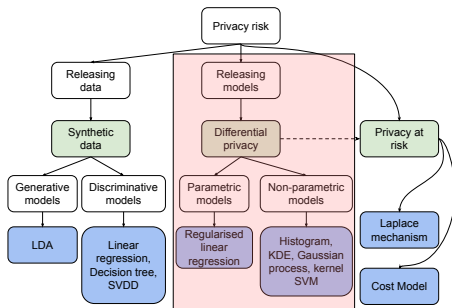 Privacy risk
Releasing
data
Releasing
models
Synthetic
data
Differential
privacy
Privacy at
risk
Generative
models
Discriminative
models
Parametric
models
Non-parametric
models
LDA
Linear
regression,
Decision tree,
SVDD
Regularised
linear
regression
Histogram,
KDE, Gaussian
process, kernel
SVM
Laplace
mechanism
Cost Model